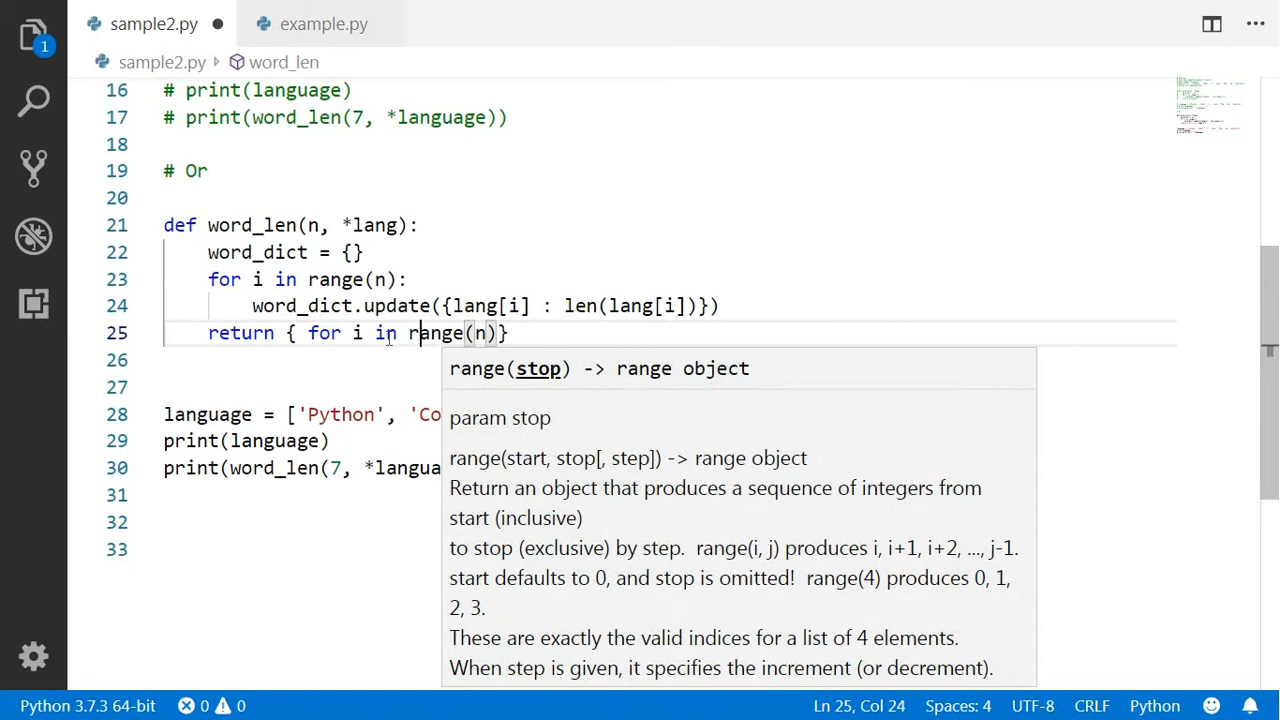 sample2.py ● example.py ···
1
sample2.py > word_len
16 # print(language)
17 # print(word_len(7, *language))
18
19 # Or
20
21 def word_len(n, *lang):
22 word_dict = {}
23 for i in range(n):
24 word_dict.update({lang[i] : len(lang[i])})
25 return { for i in range(n)}
26
range(stop) -> range object
27
28 language = ['Python', 'Co
param stop
29 print(language)
range(start, stop[, step]) -> range object
30 print(word_len(7, *langua
Return an object that produces a sequence of integers from
31
start (inclusive)
32
to stop (exclusive) by step. range(i, j) produces i, i+1, i+2, ..., j-1.
33
start defaults to 0, and stop is omitted! range(4) produces 0, 1,
2, 3.
These are exactly the valid indices for a list of 4 elements.
When step is given, it specifies the increment (or decrement).
Python 3.7.3 64-bit 0 0 Ln 25, Col 24 Spaces: 4 UTF-8 CRLF Python